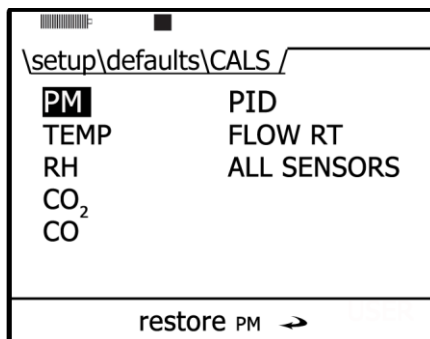 \setup\defaults\CALS /
PM
TEMP
RH
CO₂
CO
PID
FLOW RT
ALL SENSORS
restore PM